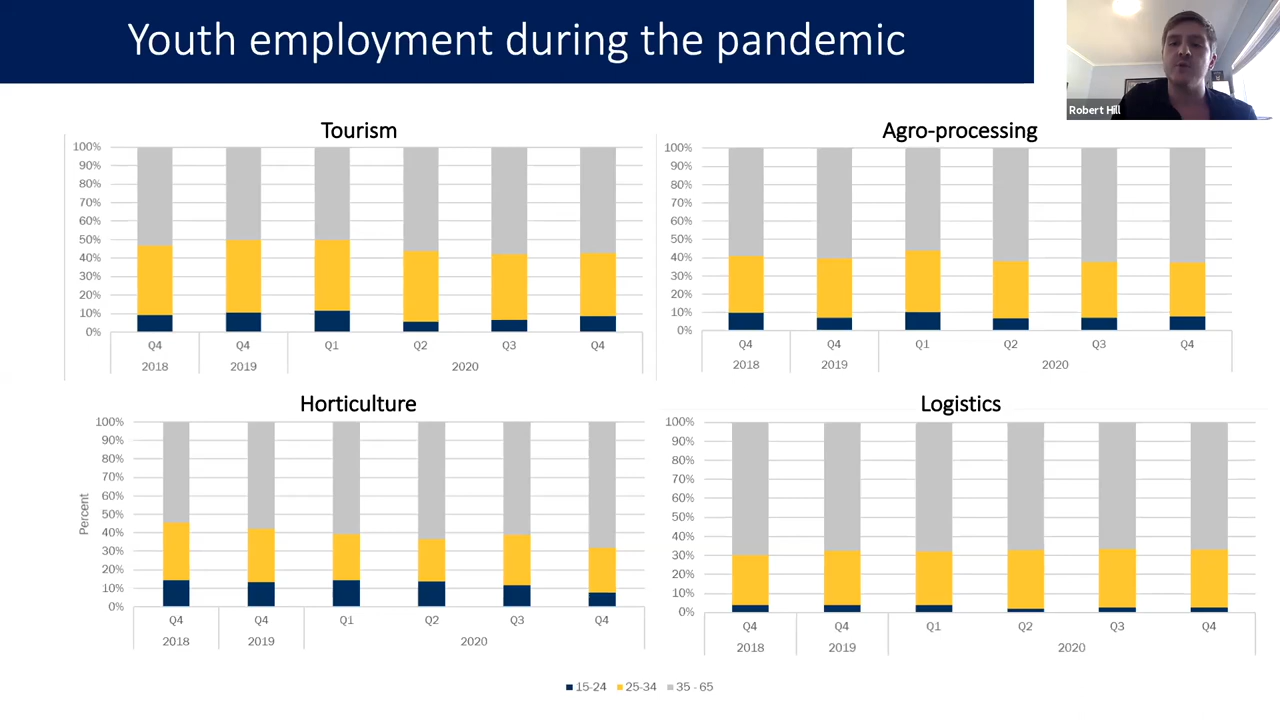 Youth employment during the pandemic
Robert Hill
Tourism
100%
90%
80%
70%
60%
50%
40%
30%
20%
10%
0%
Q4 Q4 Q1 Q2 Q3 Q4
2018 2019 2020
Agro-processing
100%
90%
80%
70%
60%
50%
40%
30%
20%
10%
0%
Q4 Q4 Q1 Q2 Q3 Q4
2018 2019 2020
Horticulture
Percent
100%
90%
80%
70%
60%
50%
40%
30%
20%
10%
0%
Q4 Q4 Q1 Q2 Q3 Q4
2018 2019 2020
Logistics
100%
90%
80%
70%
60%
50%
40%
30%
20%
10%
0%
Q4 Q4 Q1 Q2 Q3 Q4
2018 2019 2020
15-24 25-34 35 - 65